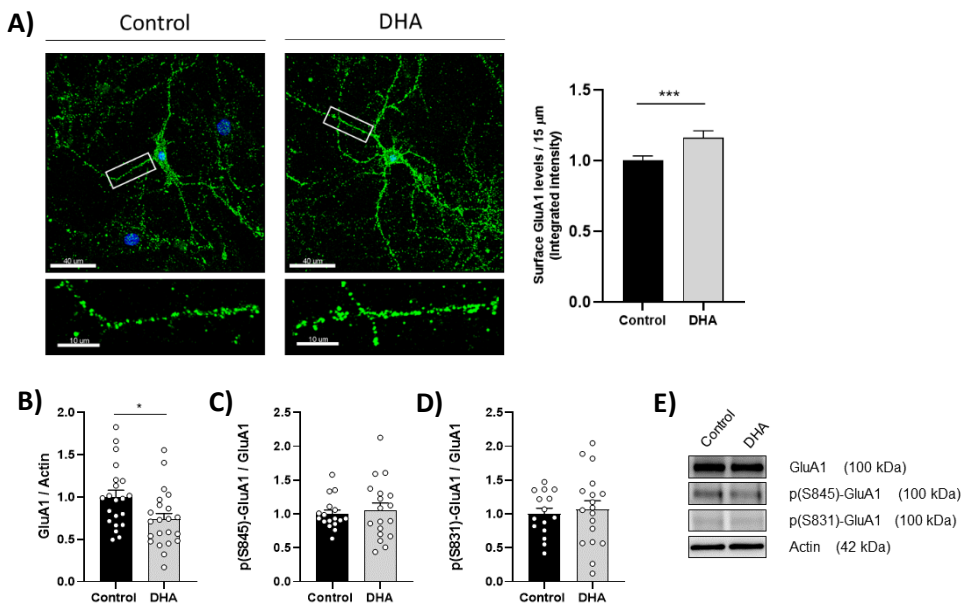 Control
DHA
A)
40 um
40 um
10 um
10 um
Surface GluA1 levels / 15 µm
(Integrated intensity)
1.5
1.0
0.5
0.0
***
Control
DHA
B)
GluA1 / Actin
2.0
1.5
1.0
0.5
0.0
*
Control
DHA
C)
p(S845)-GluA1 / GluA1
2.5
2.0
1.5
1.0
0.5
0.0
Control
DHA
D)
p(S831)-GluA1 / GluA1
2.5
2.0
1.5
1.0
0.5
0.0
Control
DHA
E)
Control
DHA
GluA1 (100 kDa)
p(S845)-GluA1 (100 kDa)
p(S831)-GluA1 (100 kDa)
Actin (42 kDa)